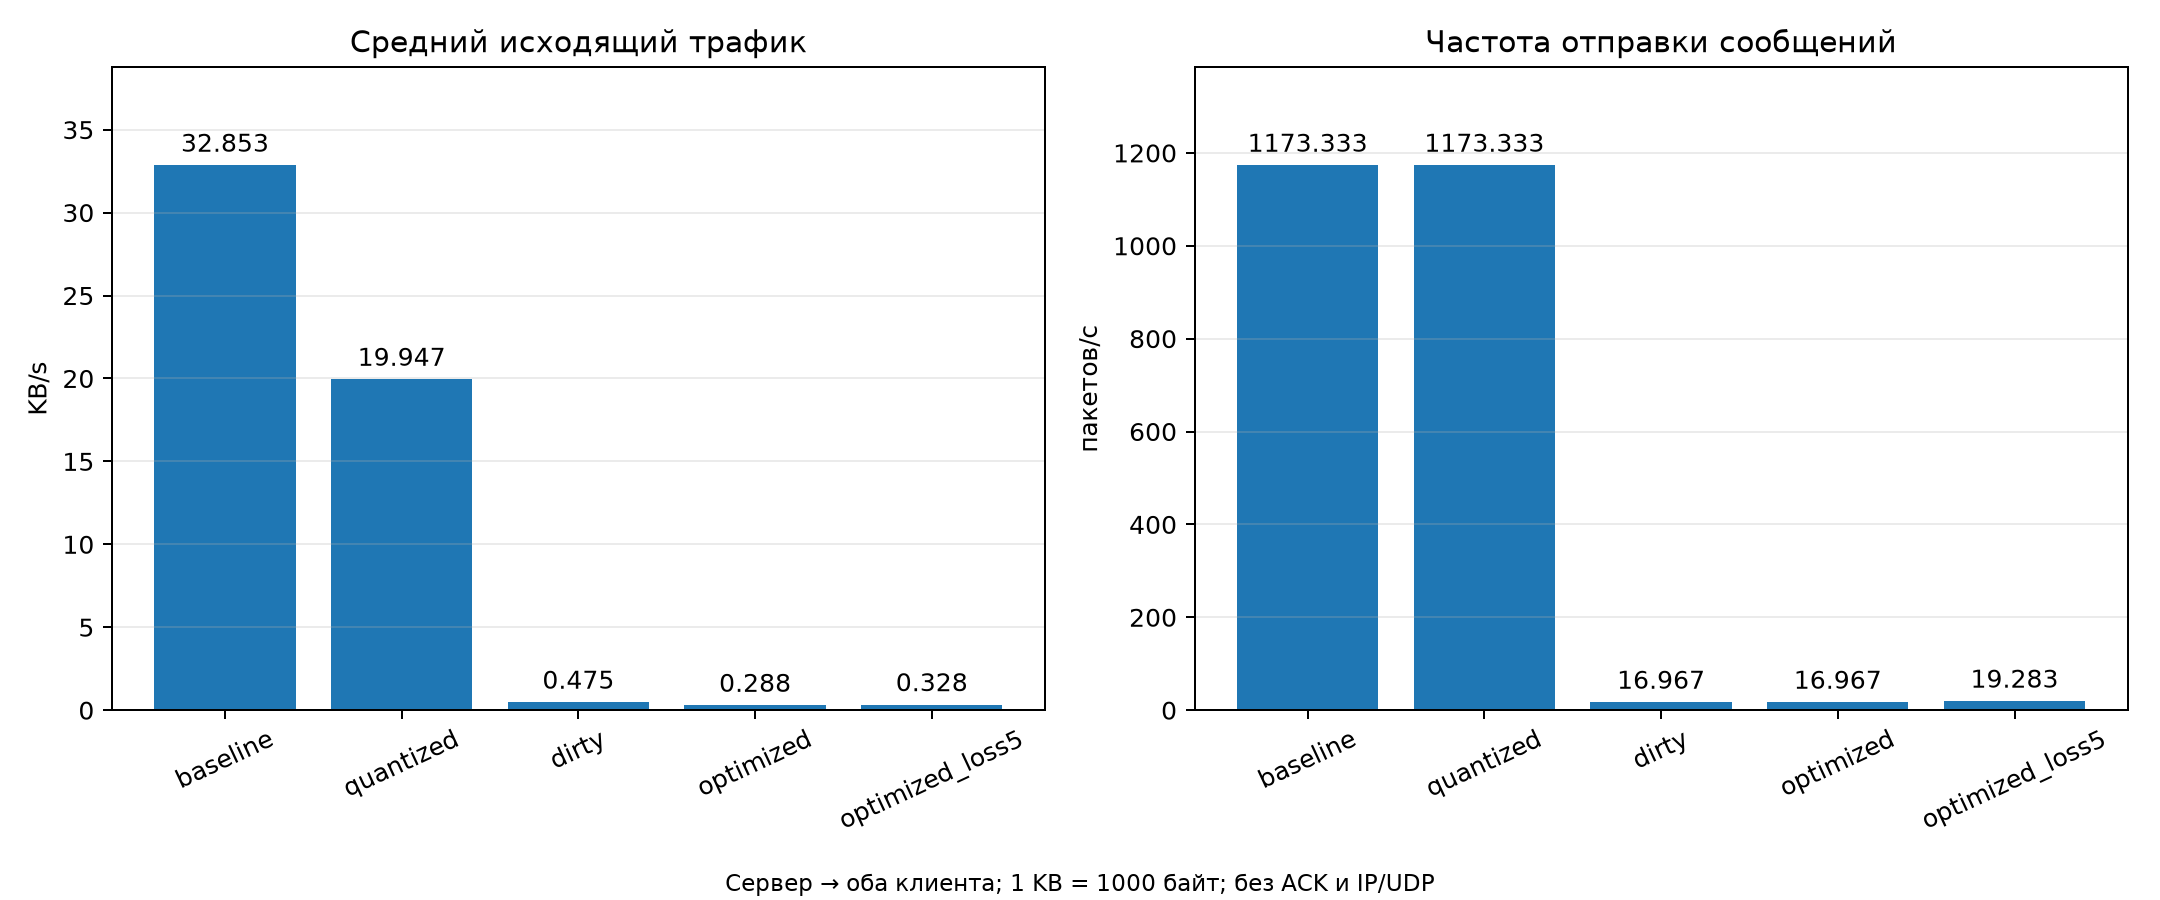 Средний исходящий трафик
KB/s
35
30
25
20
15
10
5
0
32.853
19.947
0.475
0.288
0.328
baseline
quantized
dirty
optimized
optimized_loss5
Частота отправки сообщений
пакетов/с
1200
1000
800
600
400
200
0
1173.333
1173.333
16.967
16.967
19.283
baseline
quantized
dirty
optimized
optimized_loss5
Сервер → оба клиента; 1 KB = 1000 байт; без ACK и IP/UDP